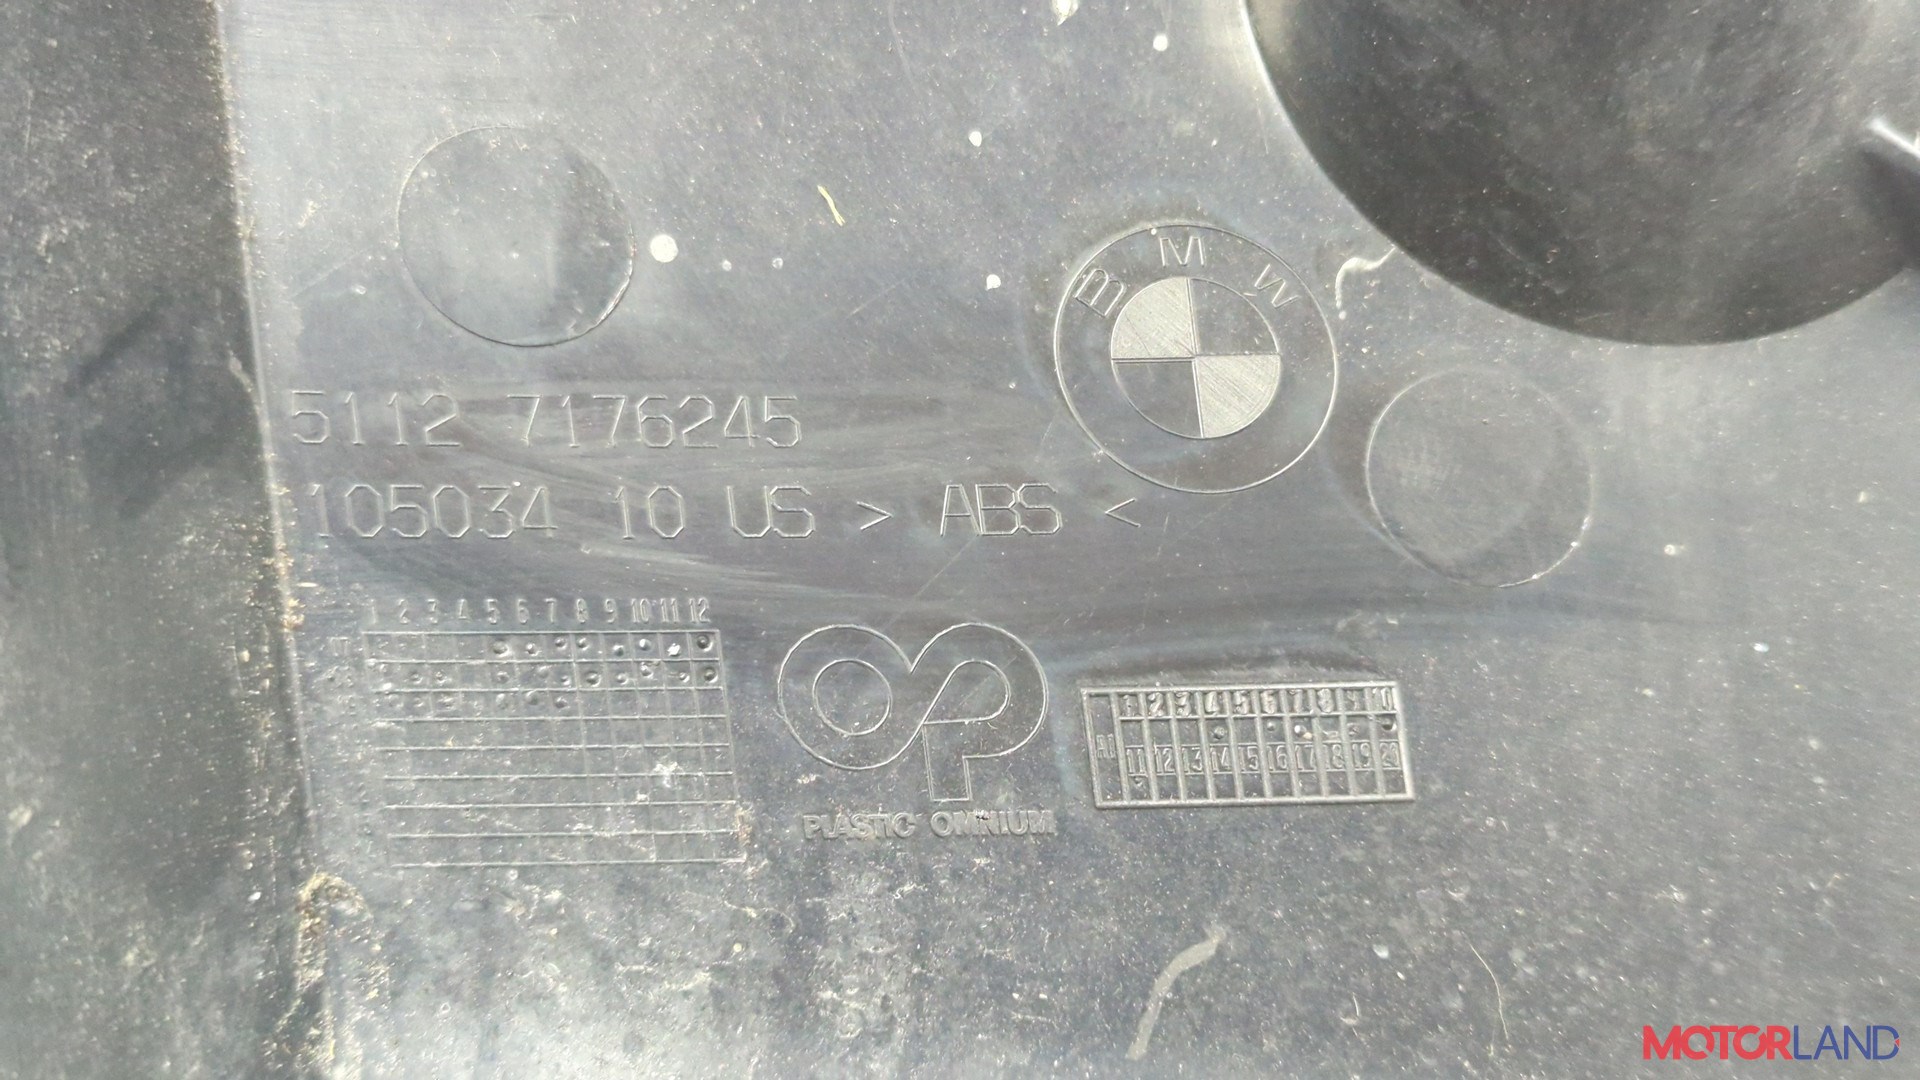 BMW
5112 7176245
105034 10 US > ABS <
1 2 3 4 5 6 7 8 9 10 11 12
OP
PLASTIC OMNIUM
1 2 3 4 5 6 7 8 9 10
11 12 13 14 15 16 17 18 19 20
MOTORLAND